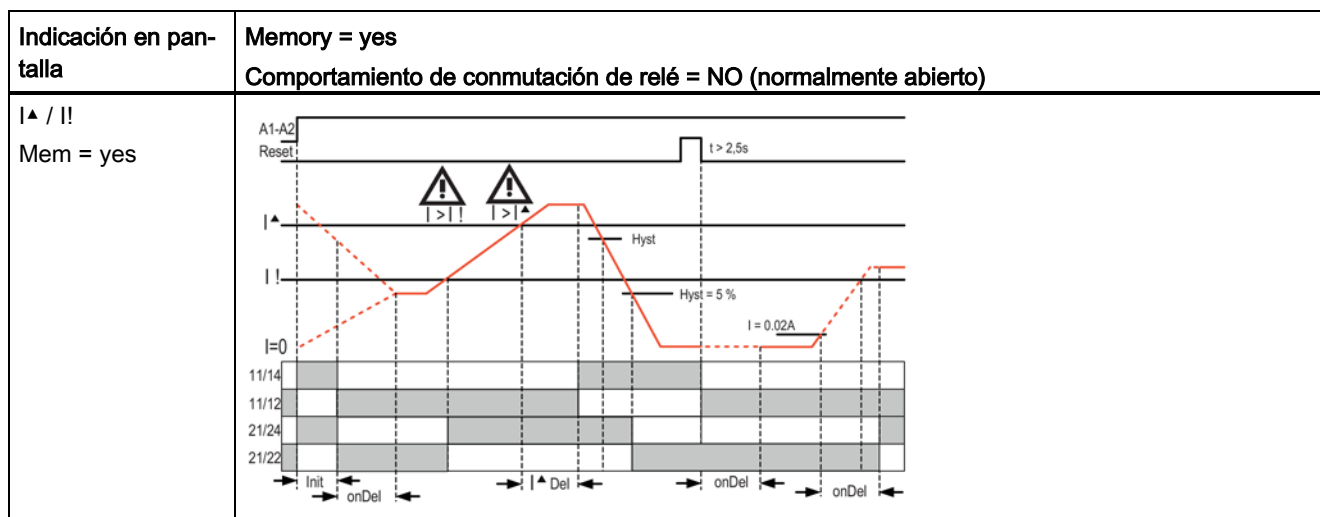 Indicación en pan-
talla
Memory = yes
Comportamiento de conmutación de relé = NO (normalmente abierto)
I▲ / I!
Mem = yes
A1-A2
Reset
t > 2,5s
I > I !
I > I▲
I▲
Hyst
I !
Hyst = 5 %
I = 0.02A
I=0
11/14
11/12
21/24
21/22
Init
onDel
I▲ Del
onDel
onDel